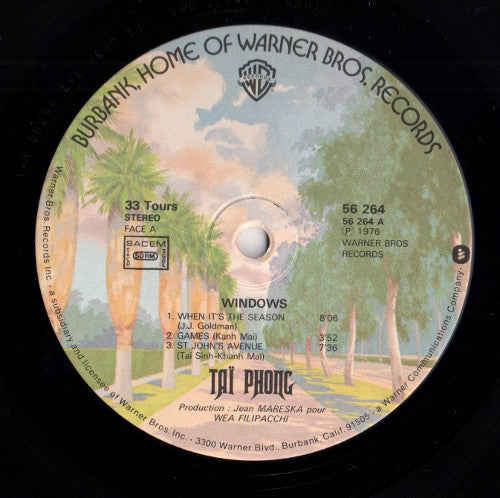 BURBANK, HOME OF WARNER BROS. RECORDS
33 Tours
STEREO
FACE A
SACEM
SDRM
56 264
56 264 A
Ⓟ 1976
WARNER BROS
RECORDS
WINDOWS
1. WHEN IT'S THE SEASON 8'06
(J.J. Goldman)
2. GAMES (Kanh Mai) 3'52
3. ST JOHN'S AVENUE 7'36
(Taï Sinh-Khanh Mai)
TAÏ PHONG
Production : Jean MARESKA pour
WEA FILIPACCHI
Warner Bros. Records Inc. • a subsidiary and licensee of Warner Bros. Inc. • 3300 Warner Blvd., Burbank, Calif. 91505 • a Warner Communications Company •